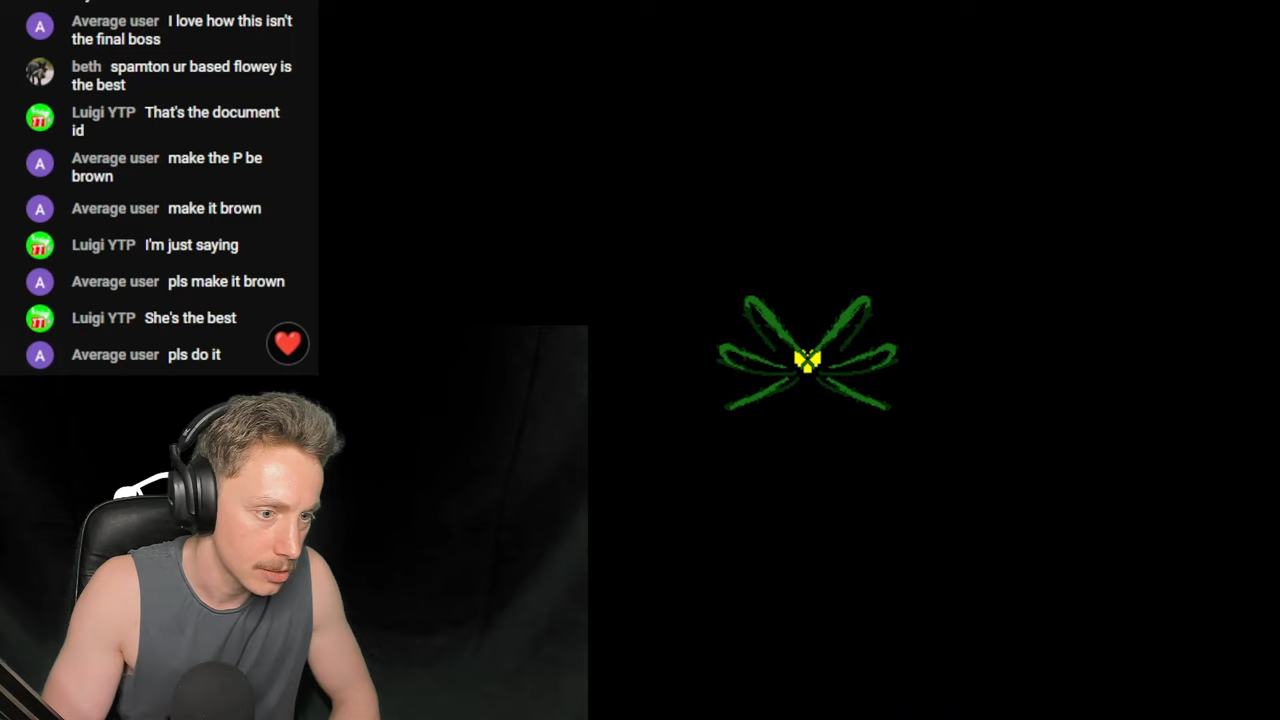 Average user I love how this isn't
the final boss
beth spamton ur based flowey is
the best
Luigi YTP That's the document
id
Average user make the P be
brown
Average user make it brown
Luigi YTP I'm just saying
Average user pls make it brown
Luigi YTP She's the best
Average user pls do it